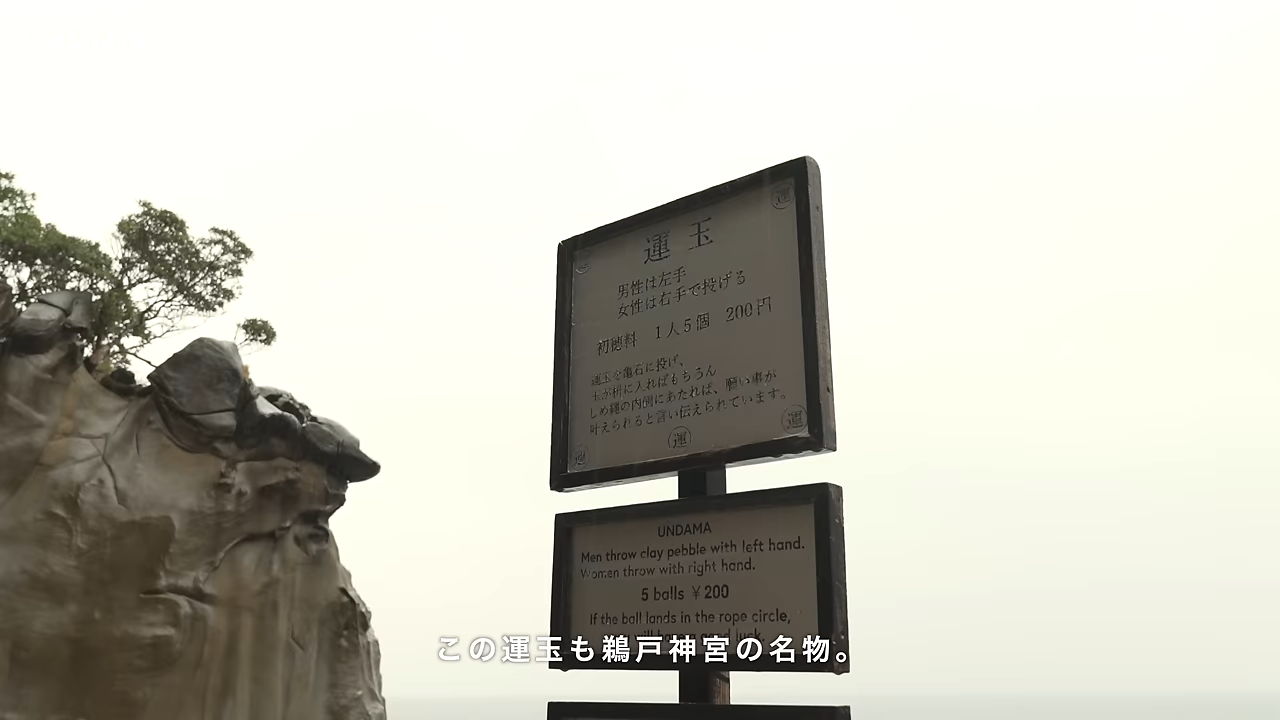 運玉
男性は左手
女性は右手で投げる
初穂料 1人5個 200円
運玉を亀石に投げ、
玉が枡に入ればもちろん
しめ縄の内側にあたれば、願い事が
叶えられると言い伝えられています。
運
運
運
UNDAMA
Men throw clay pebble with left hand.
Women throw with right hand.
5 balls ¥200
If the ball lands in the rope circle,
will have good luck.
この運玉も鵜戸神宮の名物。